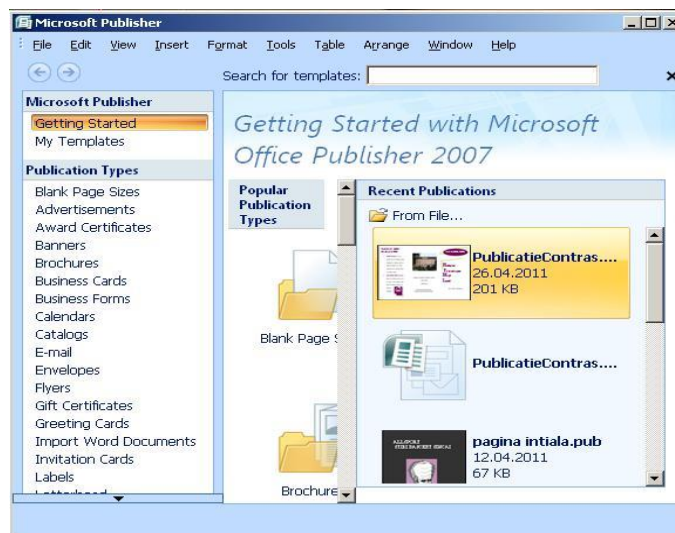 Microsoft Publisher
File Edit View Insert Format Tools Table Arrange Window Help
Search for templates:
Microsoft Publisher
Getting Started
My Templates
Publication Types
Blank Page Sizes
Advertisements
Award Certificates
Banners
Brochures
Business Cards
Business Forms
Calendars
Catalogs
E-mail
Envelopes
Flyers
Gift Certificates
Greeting Cards
Import Word Documents
Invitation Cards
Labels
Getting Started with Microsoft
Office Publisher 2007
Popular
Publication
Types
Blank Page S
Brochure
Recent Publications
From File...
PublicatieContras....
26.04.2011
201 KB
PublicatieContras....
pagina intiala.pub
12.04.2011
67 KB